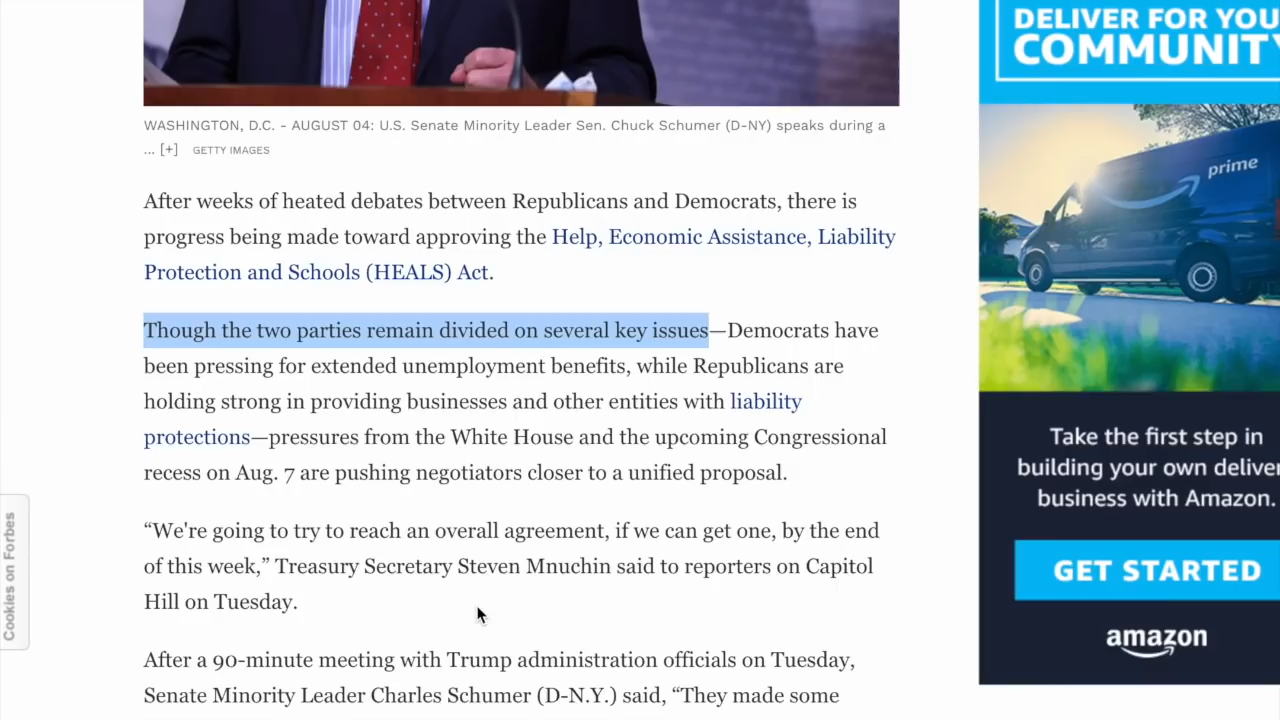 WASHINGTON, D.C. - AUGUST 04: U.S. Senate Minority Leader Sen. Chuck Schumer (D-NY) speaks during a
... [+] GETTY IMAGES
After weeks of heated debates between Republicans and Democrats, there is
progress being made toward approving the Help, Economic Assistance, Liability
Protection and Schools (HEALS) Act.
Though the two parties remain divided on several key issues—Democrats have
been pressing for extended unemployment benefits, while Republicans are
holding strong in providing businesses and other entities with liability
protections—pressures from the White House and the upcoming Congressional
recess on Aug. 7 are pushing negotiators closer to a unified proposal.
“We're going to try to reach an overall agreement, if we can get one, by the end
of this week,” Treasury Secretary Steven Mnuchin said to reporters on Capitol
Hill on Tuesday.
After a 90-minute meeting with Trump administration officials on Tuesday,
Senate Minority Leader Charles Schumer (D-N.Y.) said, “They made some
Cookies on Forbes
DELIVER FOR YOU
COMMUNITY
prime
Take the first step in
building your own deliver
business with Amazon.
GET STARTED
amazon